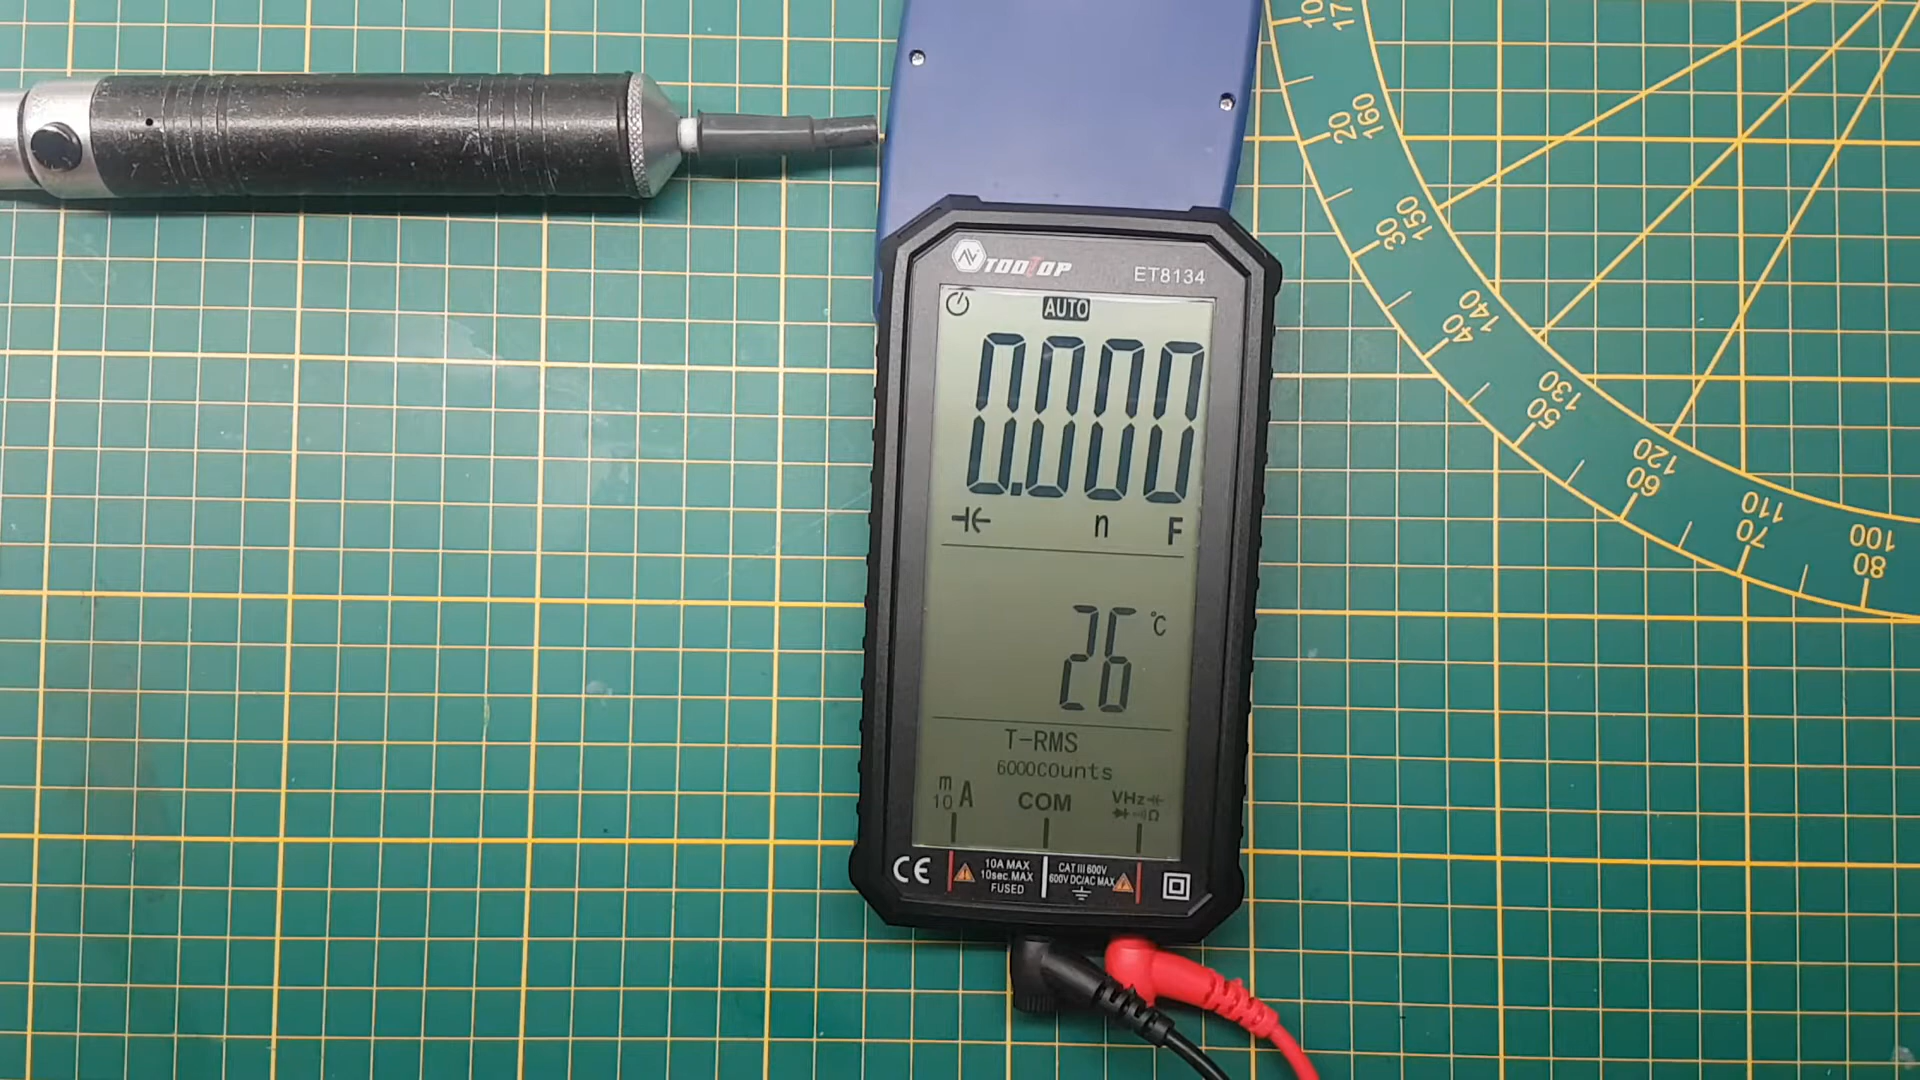 TOOTOP
ET8134
AUTO
0.000
n F
26 °C
T-RMS
6000Counts
m
10 A
COM
VHz
Ω
CE
10A MAX
10sec.MAX
FUSED
CAT III 600V
600V DC/AC MAX
10
17
20
160
30
150
40
140
50
130
60
120
70
110
80
100